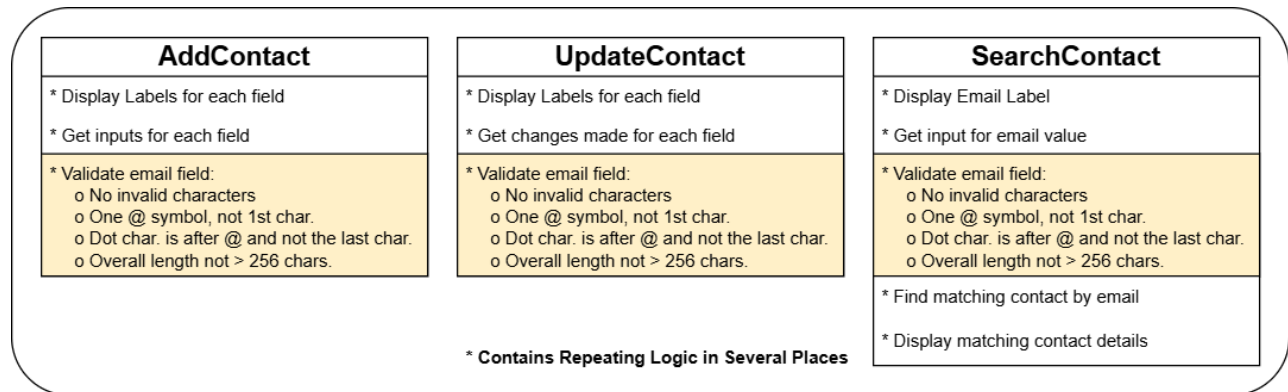 AddContact
* Display Labels for each field
* Get inputs for each field
* Validate email field:
o No invalid characters
o One @ symbol, not 1st char.
o Dot char. is after @ and not the last char.
o Overall length not > 256 chars.
UpdateContact
* Display Labels for each field
* Get changes made for each field
* Validate email field:
o No invalid characters
o One @ symbol, not 1st char.
o Dot char. is after @ and not the last char.
o Overall length not > 256 chars.
SearchContact
* Display Email Label
* Get input for email value
* Validate email field:
o No invalid characters
o One @ symbol, not 1st char.
o Dot char. is after @ and not the last char.
o Overall length not > 256 chars.
* Find matching contact by email
* Display matching contact details
* Contains Repeating Logic in Several Places